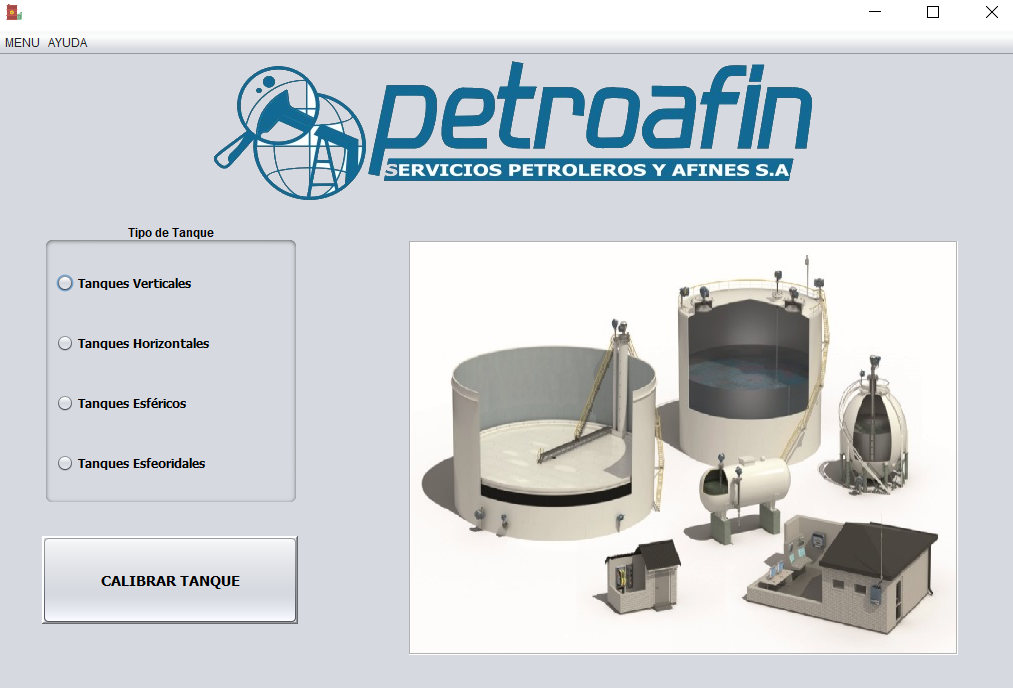 MENU AYUDA
petroafin
SERVICIOS PETROLEROS Y AFINES S.A
Tipo de Tanque
Tanques Verticales
Tanques Horizontales
Tanques Esféricos
Tanques Esfeoridales
CALIBRAR TANQUE